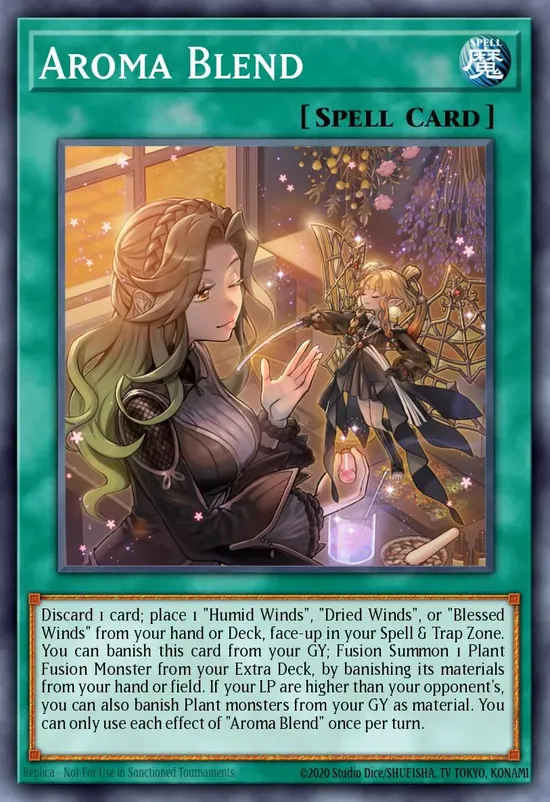 Aroma Blend
SPELL
魔
[Spell Card]
Discard 1 card; place 1 "Humid Winds", "Dried Winds", or "Blessed
Winds" from your hand or Deck, face-up in your Spell & Trap Zone.
You can banish this card from your GY; Fusion Summon 1 Plant
Fusion Monster from your Extra Deck, by banishing its materials
from your hand or field. If your LP are higher than your opponent's,
you can also banish Plant monsters from your GY as material. You
can only use each effect of "Aroma Blend" once per turn.
Replica - Not For Use in Sanctioned Tournaments
©2020 Studio Dice/SHUEISHA, TV TOKYO, KONAMI